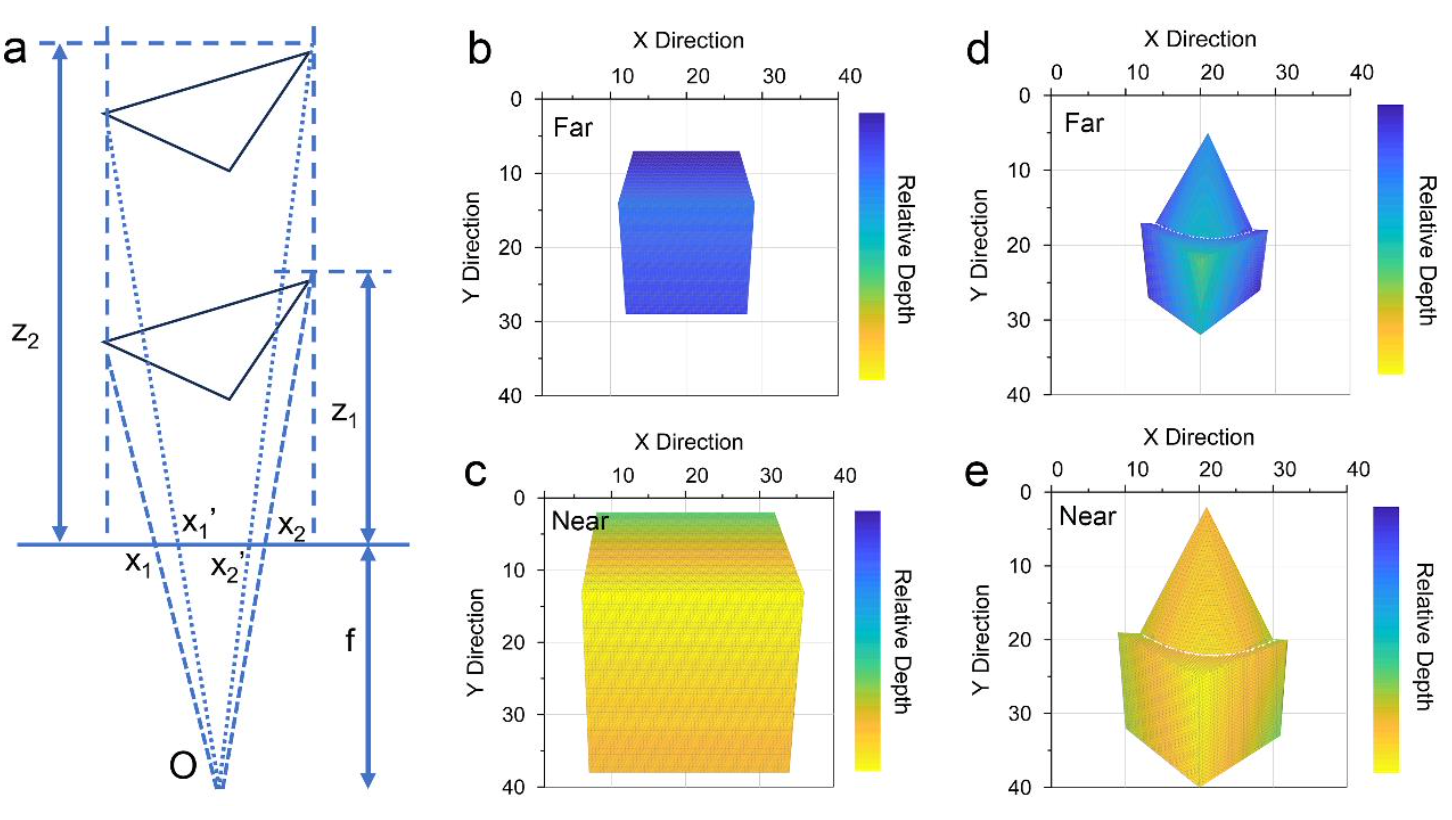 a
z2
z1
x1'
x2
x1
x2'
f
O
b
X Direction
10 20 30 40
0
Far
10
Y Direction
20
30
40
Relative Depth
c
X Direction
10 20 30 40
0
Near
10
Y Direction
20
30
40
Relative Depth
d
X Direction
0 10 20 30 40
0
Far
10
Y Direction
20
30
40
Relative Depth
e
X Direction
0 10 20 30 40
0
Near
10
Y Direction
20
30
40
Relative Depth